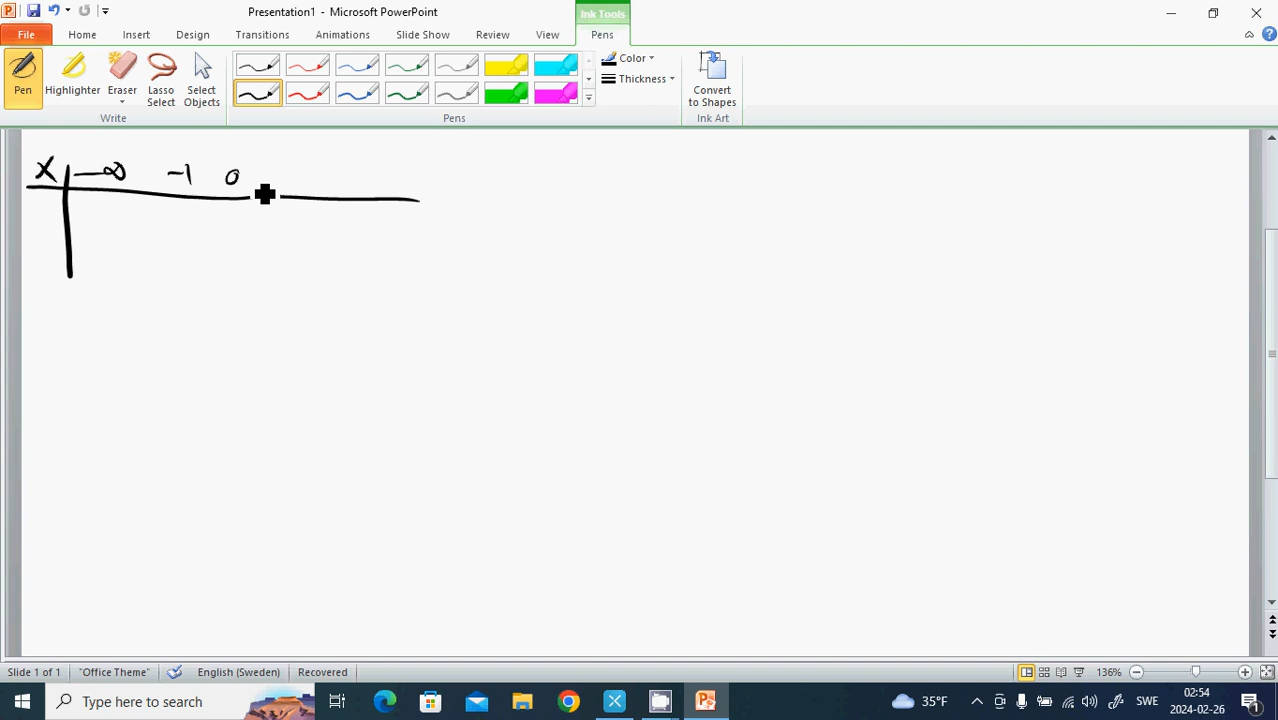 Presentation1 - Microsoft PowerPoint
Ink Tools
File Home Insert Design Transitions Animations Slide Show Review View Pens
Pen Highlighter Eraser Lasso Select Select Objects
Color
Thickness
Convert to Shapes
Write Pens Ink Art
X -∞ -1 0
Slide 1 of 1 "Office Theme" English (Sweden) Recovered 136%
Type here to search 35°F SWE 02:54
2024-02-26